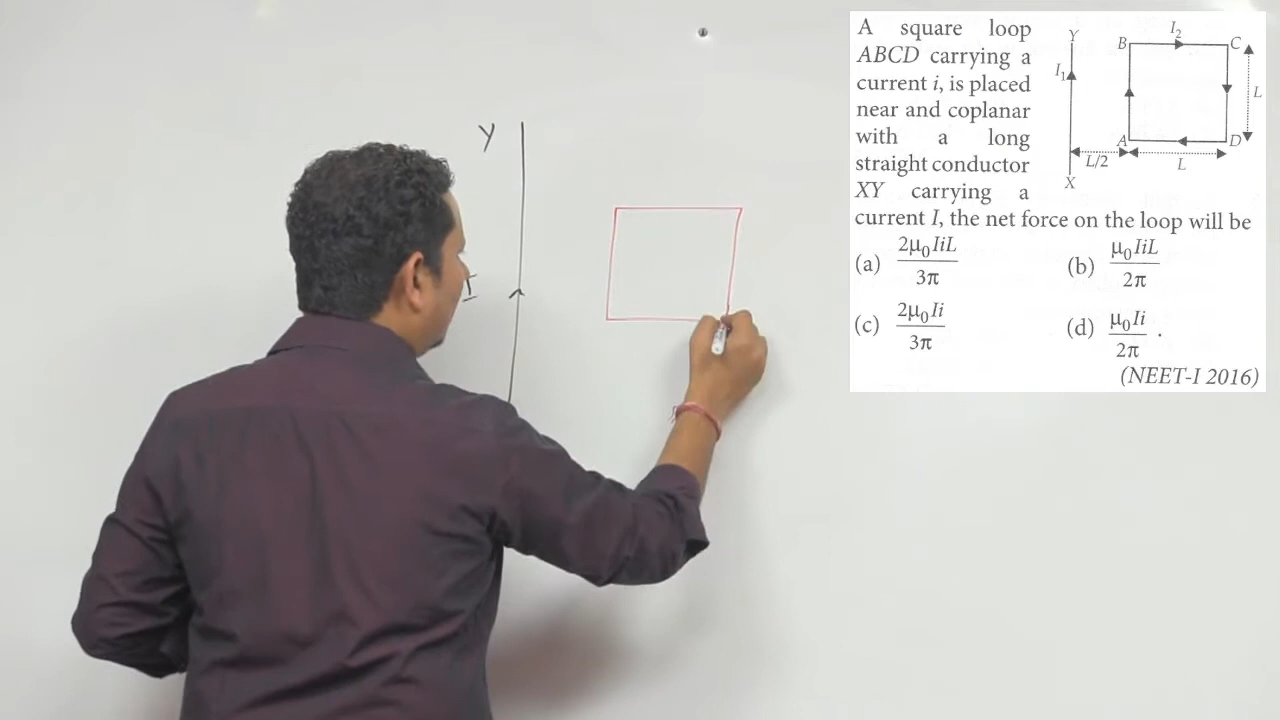 A square loop
ABCD carrying a
current i, is placed
near and coplanar
with a long
straight conductor
XY carrying a
current I, the net force on the loop will be
(a) 2μ₀IiL / 3π
(b) μ₀IiL / 2π
(c) 2μ₀Ii / 3π
(d) μ₀Ii / 2π .
(NEET-I 2016)
Y
I₁
B
I₂
C
L
A
D
L/2
L
X
Y
I